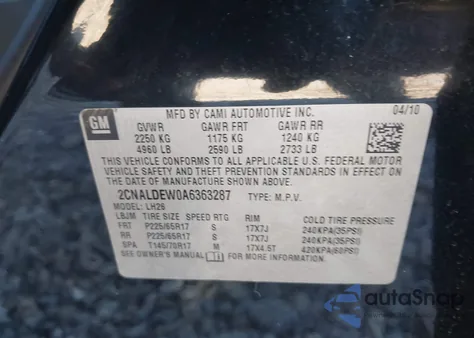 GM
MFD BY CAMI AUTOMOTIVE INC. 04/10
GVWR GAWR FRT GAWR RR
2250 KG 1175 KG 1240 KG
4960 LB 2590 LB 2733 LB
THIS VEHICLE CONFORMS TO ALL APPLICABLE U.S. FEDERAL MOTOR
VEHICLE SAFETY AND THEFT PREVENTION STANDARDS IN EFFECT ON
THE DATE OF MANUFACTURE SHOWN ABOVE.
2CNALDEW0A6363287 TYPE: M.P.V.
MODEL: LH26
LBJM TIRE SIZE SPEED RTG RIM COLD TIRE PRESSURE
FRT P225/65R17 S 17X7J 240KPA(35PSI)
RR P225/65R17 S 17X7J 240KPA(35PSI)
SPA T145/70R17 M 17X4.5T 420KPA(60PSI)
SEE OWNER'S MANUAL FOR ADDITIONAL INFORMATION
autoSnap